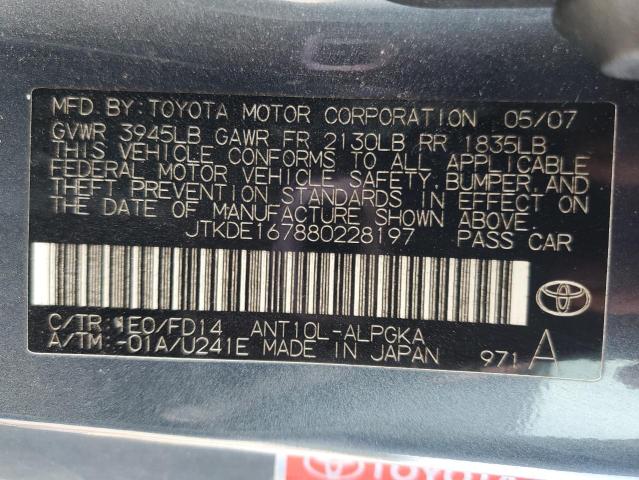 MFD BY: TOYOTA MOTOR CORPORATION 05/07
GVWR 3945LB GAWR FR 2130LB RR 1835LB
THIS VEHICLE CONFORMS TO ALL APPLICABLE
FEDERAL MOTOR VEHICLE SAFETY, BUMPER, AND
THEFT PREVENTION STANDARDS IN EFFECT ON
THE DATE OF MANUFACTURE SHOWN ABOVE.
JTKDE167880228197 PASS CAR
C/TR 1E0/FD14 ANT10L-ALPGKA
A/TM -01A/U241E MADE IN JAPAN 971 A
TOYOTA